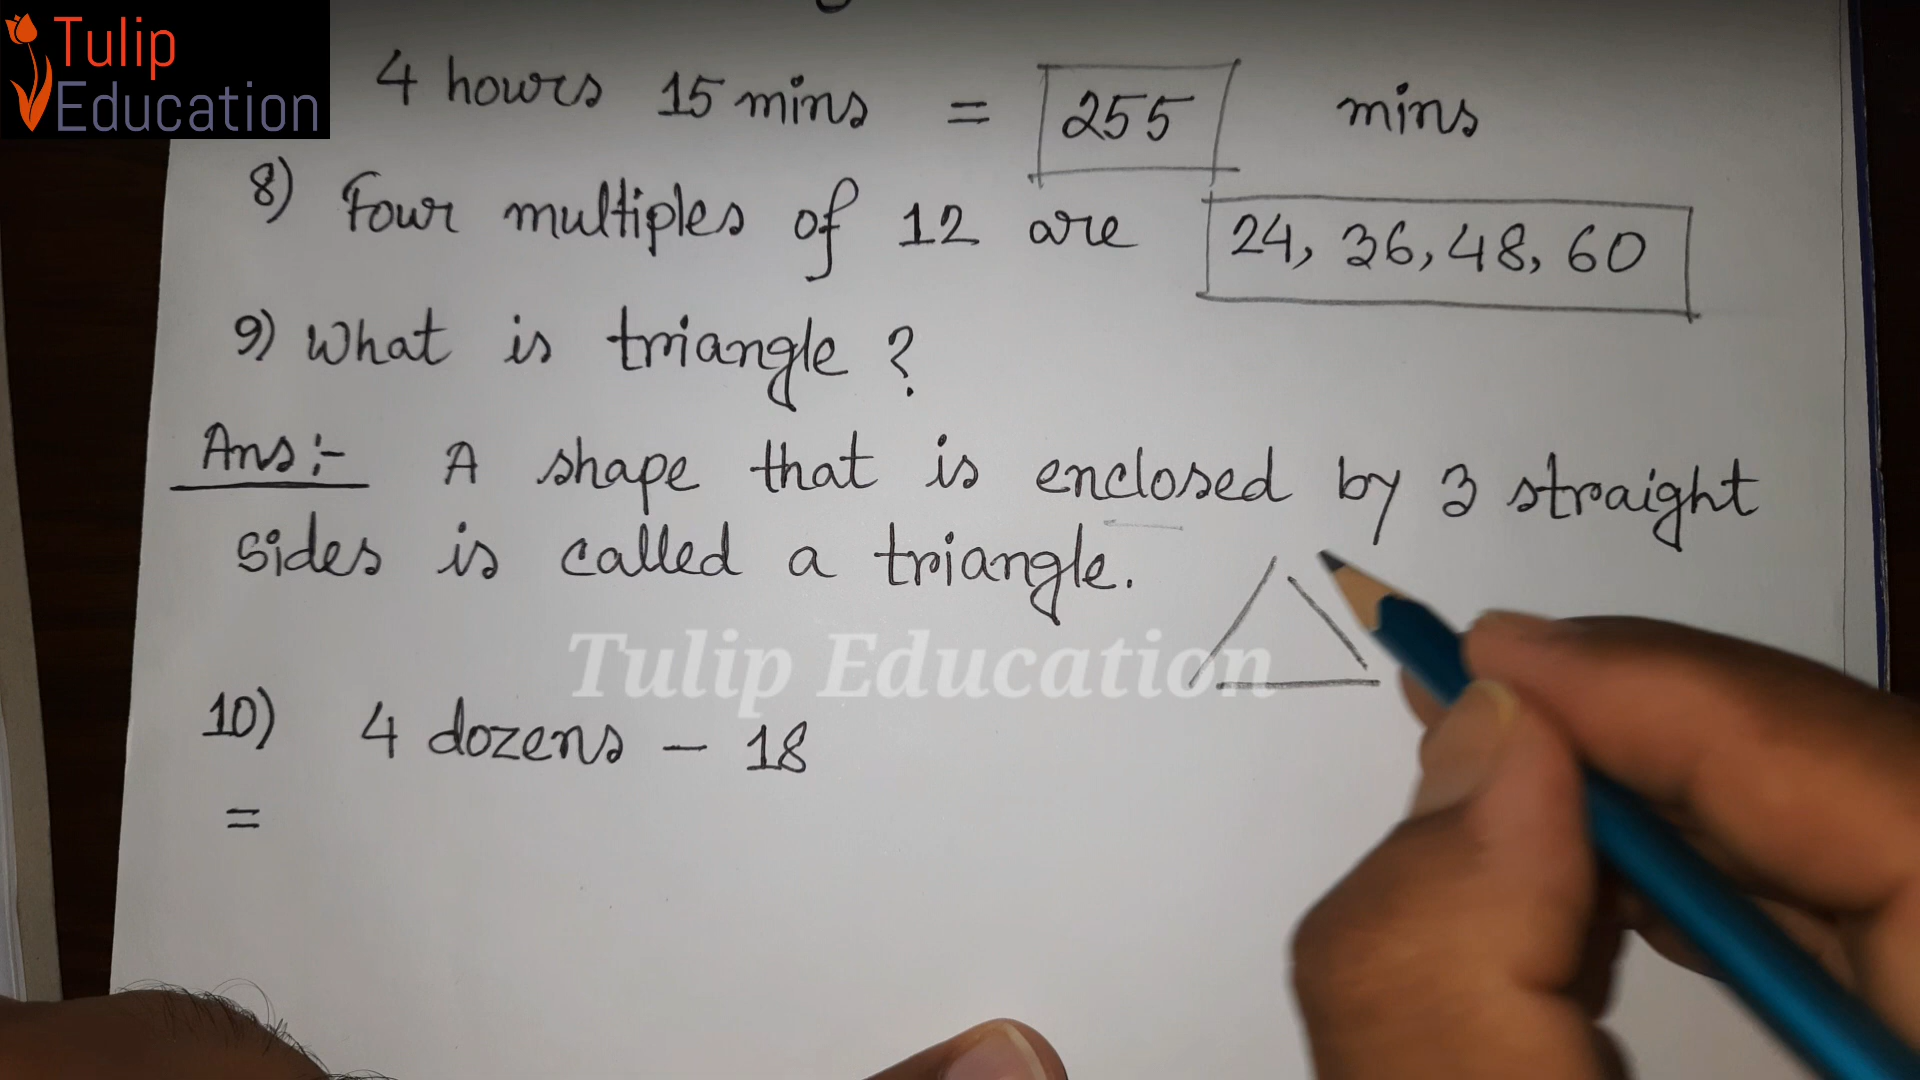 Tulip
Education
4 hours 15 mins = 255 mins
8) Four multiples of 12 are 24, 36, 48, 60
9) What is triangle ?
Ans:- A shape that is enclosed by 3 straight
sides is called a triangle.
Tulip Education
10) 4 dozens - 18
=